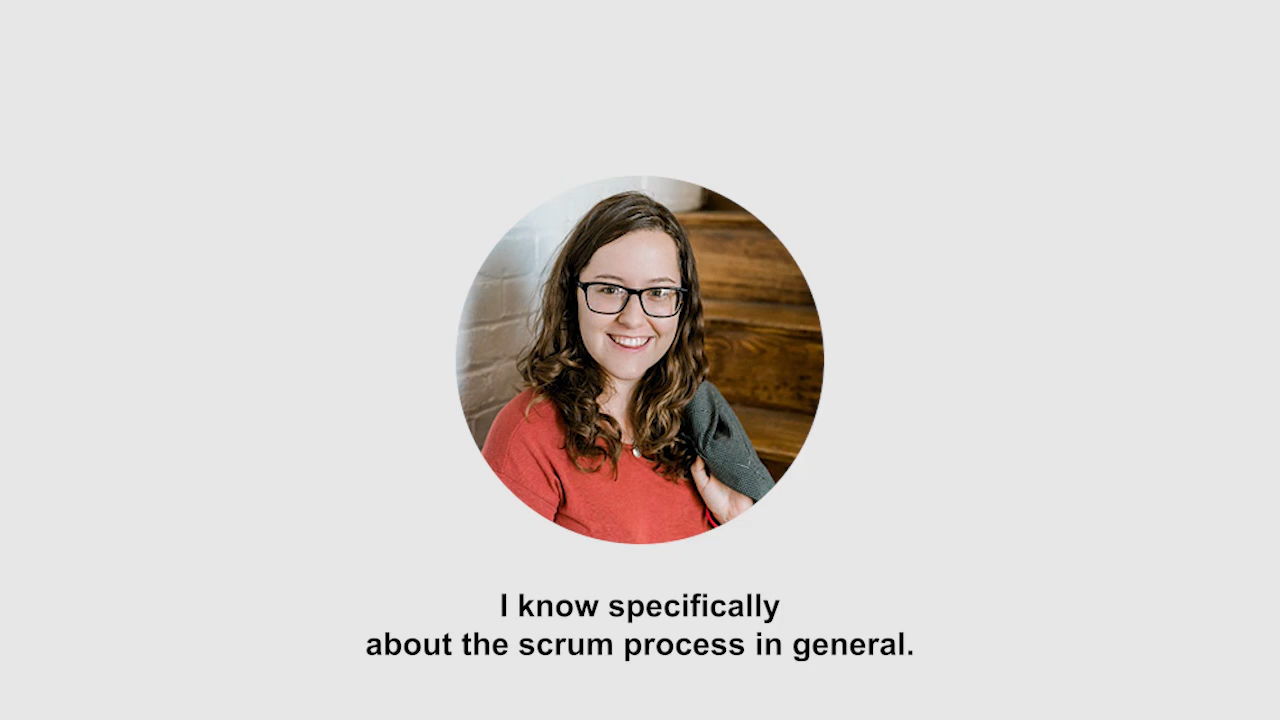 I know specifically
about the scrum process in general.